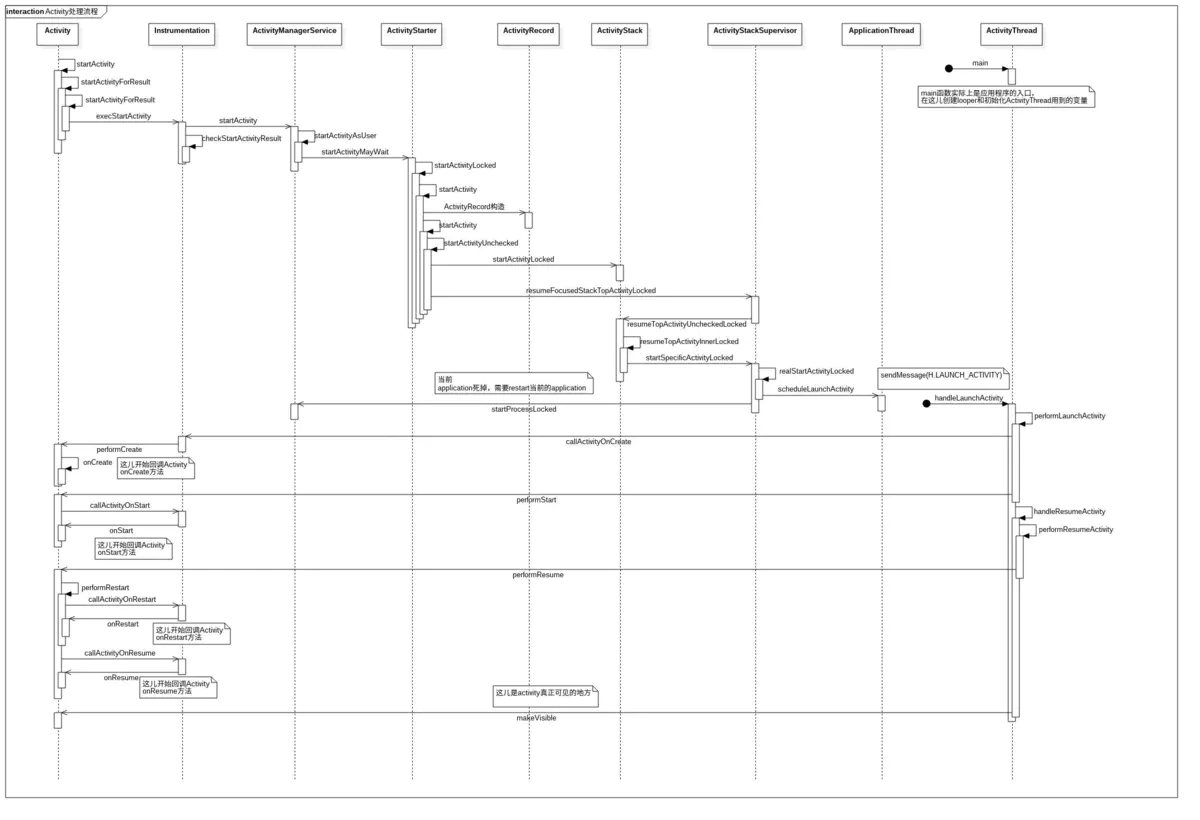 interaction Activity处理流程
Activity
Instrumentation
ActivityManagerService
ActivityStarter
ActivityRecord
ActivityStack
ActivityStackSupervisor
ApplicationThread
ActivityThread
startActivity
main
startActivityForResult
main函数实际上是应用程序的入口,
在这儿创建looper和初始化ActivityThread用到的变量
startActivityForResult
execStartActivity
startActivity
startActivityAsUser
checkStartActivityResult
startActivityMayWait
startActivityLocked
startActivity
ActivityRecord构造
startActivity
startActivityUnchecked
startActivityLocked
resumeFocusedStackTopActivityLocked
resumeTopActivityUncheckedLocked
resumeTopActivityInnerLocked
startSpecificActivityLocked
realStartActivityLocked
sendMessage(H.LAUNCH_ACTIVITY)
当前
application死掉，需要restart当前的application
scheduleLaunchActivity
handleLaunchActivity
startProcessLocked
performLaunchActivity
callActivityOnCreate
performCreate
onCreate
这儿开始回调Activity
onCreate方法
performStart
callActivityOnStart
handleResumeActivity
onStart
performResumeActivity
这儿开始回调Activity
onStart方法
performResume
performRestart
callActivityOnRestart
onRestart
这儿开始回调Activity
onRestart方法
callActivityOnResume
onResume
这儿开始回调Activity
onResume方法
这儿是activity真正可见的地方
makeVisible